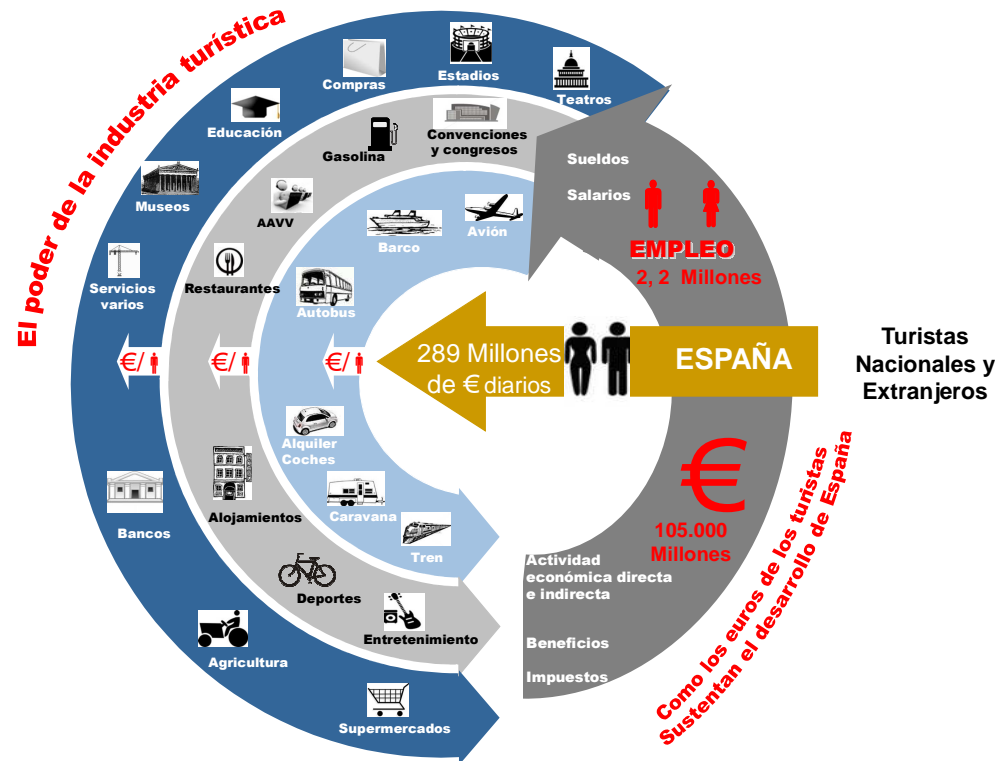 El poder de la industria turística
Estadios
Compras
Teatros
Educación
Museos
Servicios
varios
Bancos
Agricultura
Supermercados
Convenciones
y congresos
Gasolina
AAVV
Restaurantes
Alojamientos
Deportes
Entretenimiento
Avión
Barco
Autobus
Alquiler
Coches
Caravana
Tren
€/
€/
€/
Sueldos
Salarios
EMPLEO
2, 2 Millones
289 Millones
de € diarios
ESPAÑA
Turistas
Nacionales y
Extranjeros
€
105.000
Millones
Actividad
económica directa
e indirecta
Beneficios
Impuestos
Como los euros de los turistas
Sustentan el desarrollo de España